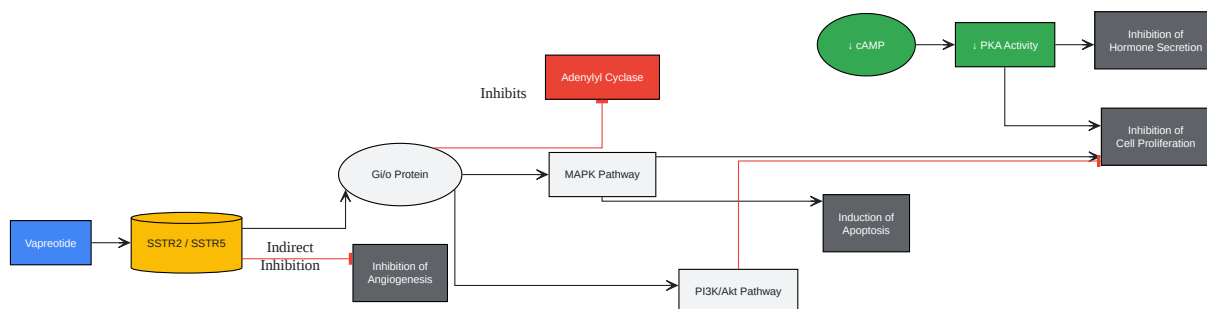 ↓ cAMP
↓ PKA Activity
Inhibition of
Hormone Secretion
Adenylyl Cyclase
Inhibits
Inhibition of
Cell Proliferation
Gi/o Protein
MAPK Pathway
Induction of
Apoptosis
Vapreotide
SSTR2 / SSTR5
Indirect
Inhibition
Inhibition of
Angiogenesis
PI3K/Akt Pathway